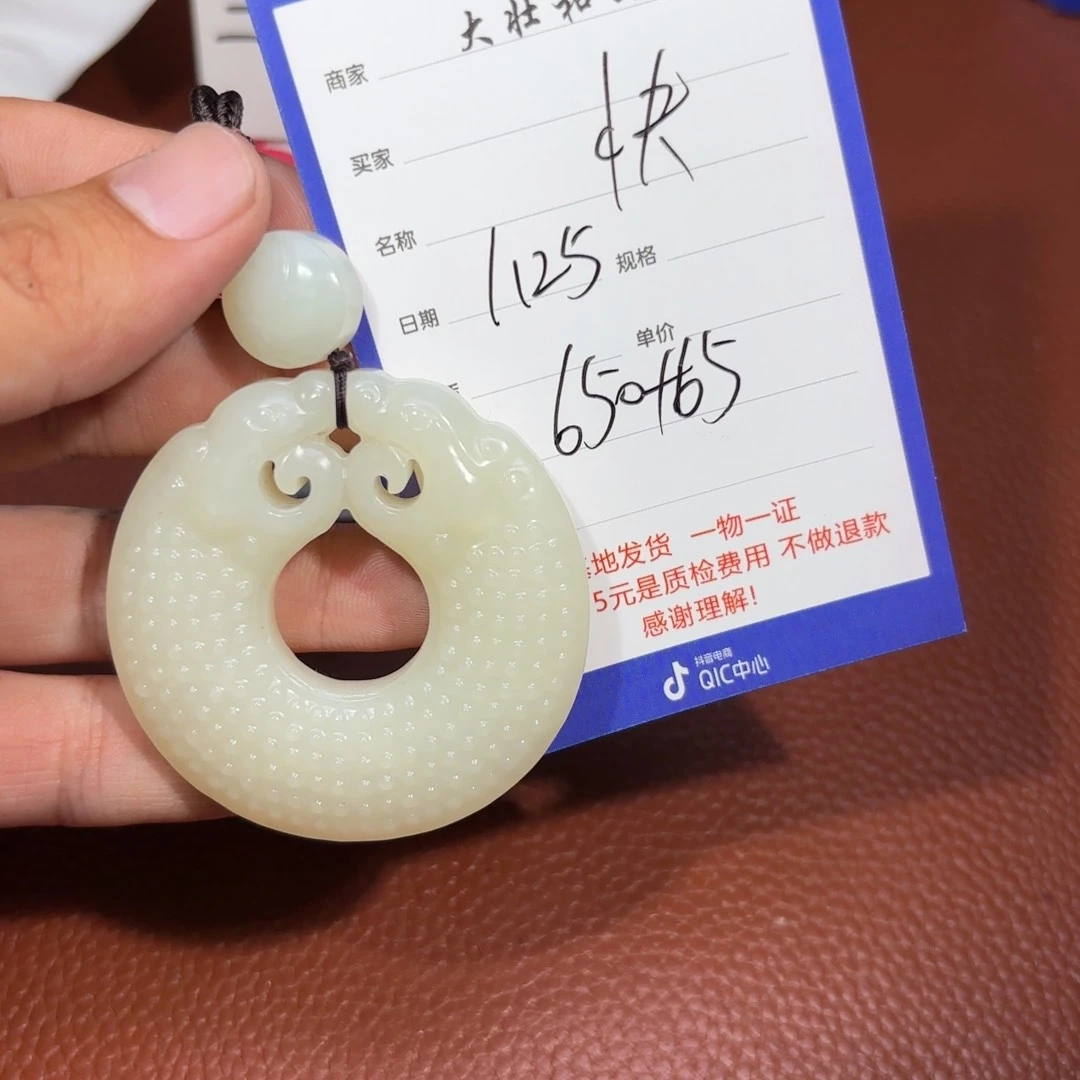 大壮
商家
买家 快
名称
日期 1125 规格
单价
650+65
地发货 一物一证
5元是质检费用 不做退款
感谢理解!
抖音电商
QIC中心